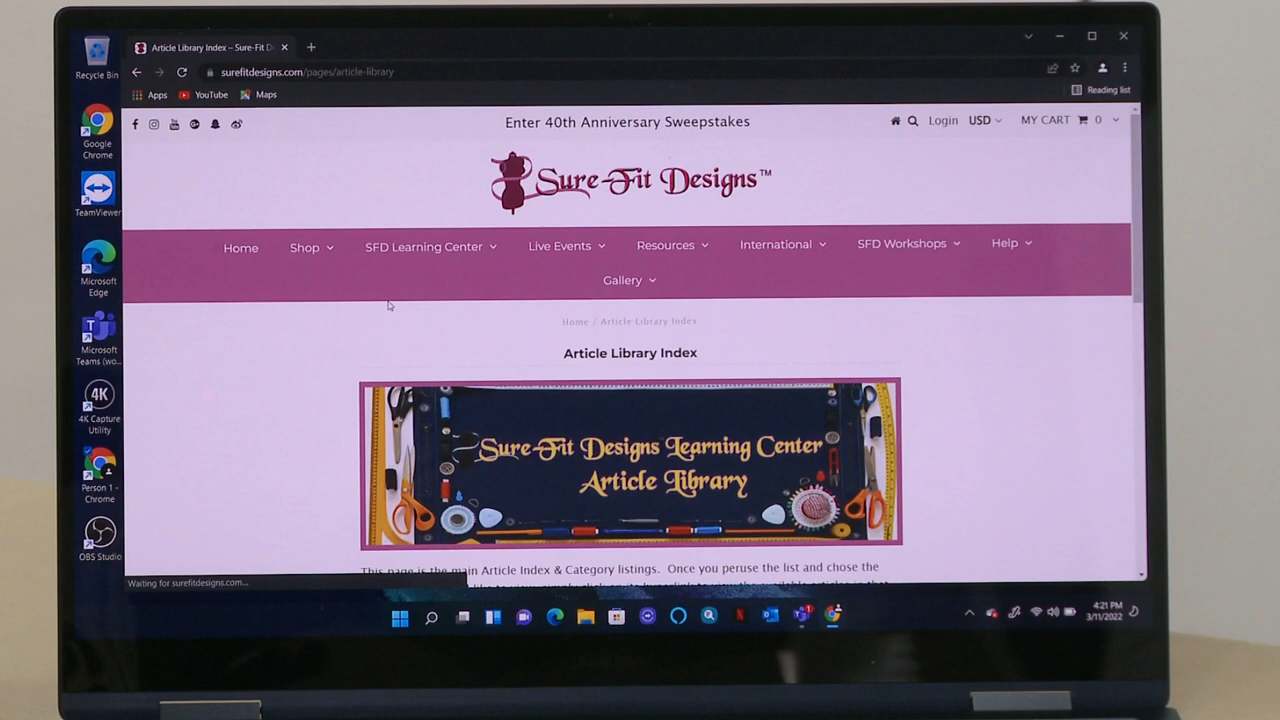 Recycle Bin
Google Chrome
TeamViewer
Microsoft Edge
Microsoft Teams (wo...
4K
4K Capture Utility
Person 1 - Chrome
OBS Studio
Article Library Index – Sure-Fit D
surefitdesigns.com/pages/article-library
Apps YouTube Maps
Reading list
Enter 40th Anniversary Sweepstakes
Login USD MY CART 0
Sure-Fit Designs™
Home Shop SFD Learning Center Live Events Resources International SFD Workshops Help
Gallery
Home / Article Library Index
Article Library Index
Sure-Fit Designs Learning Center
Article Library
This page is the main Article Index & Category listings. Once you peruse the list and chose the
Waiting for surefitdesigns.com...
4:21 PM
3/11/2022